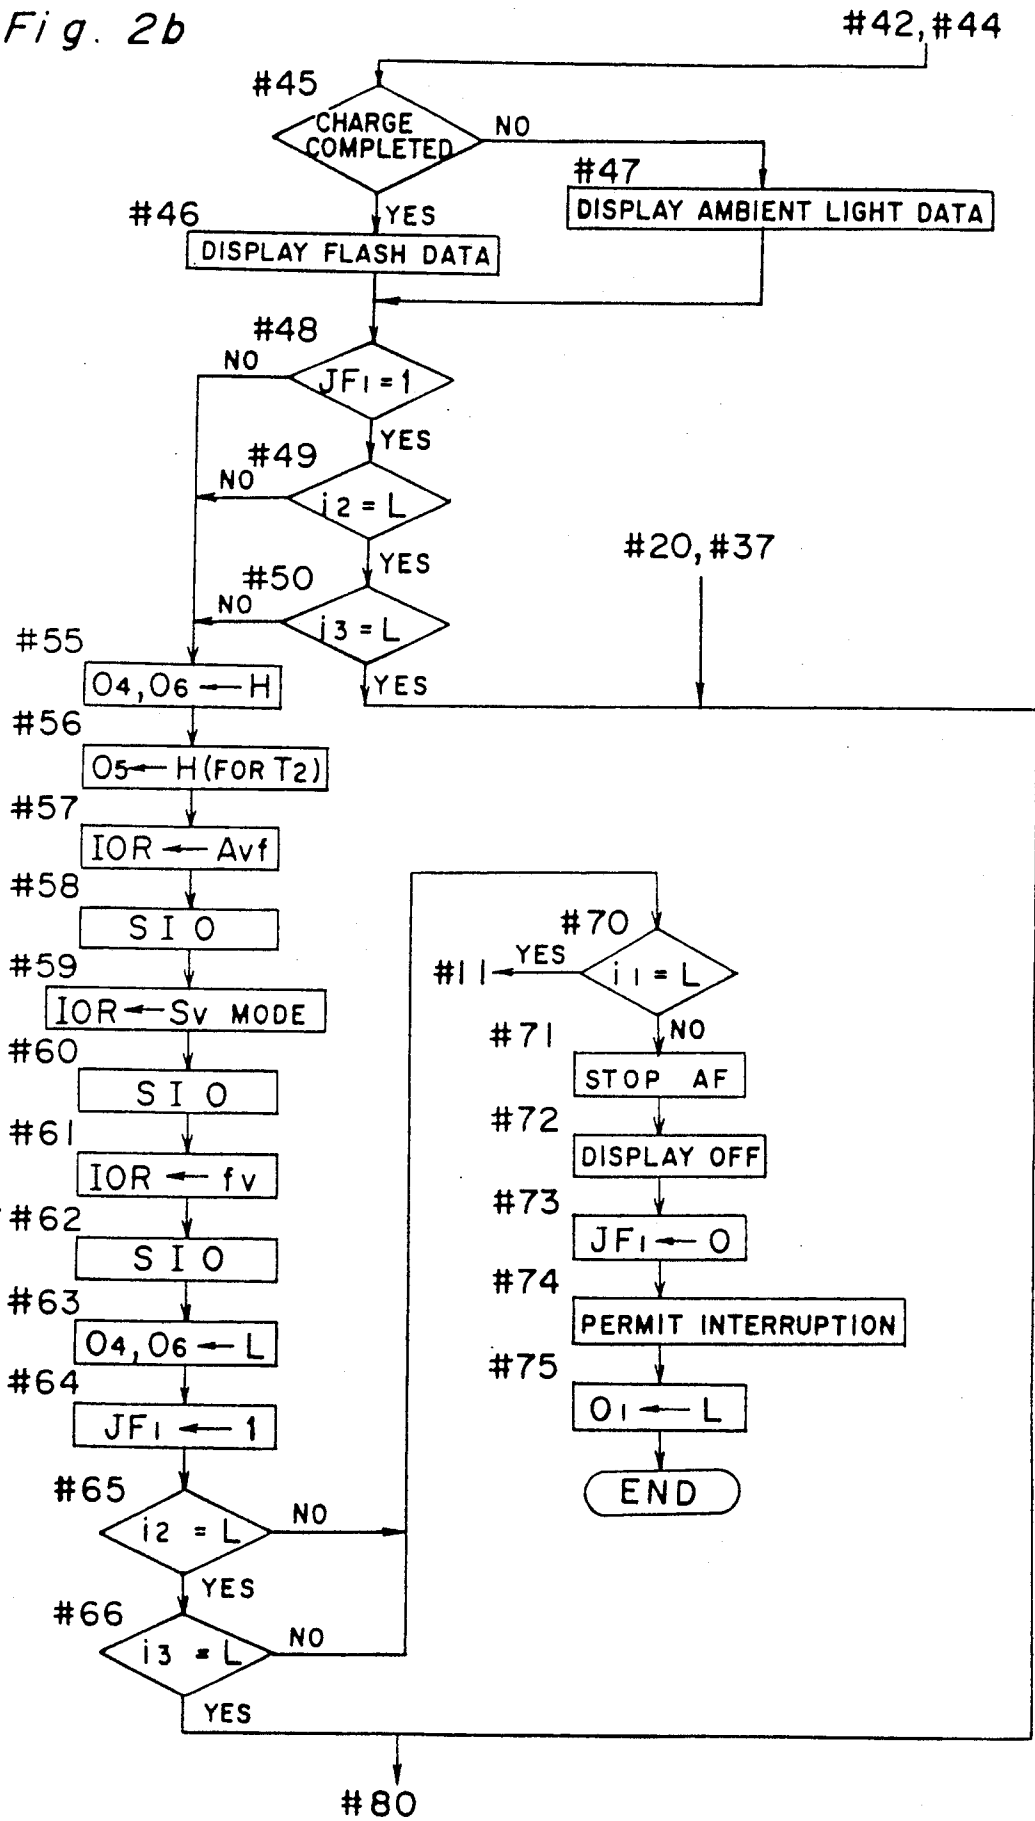 Fig. 2b
#42, #44
#45
CHARGE
COMPLETED
NO
YES
#47
DISPLAY AMBIENT LIGHT DATA
#46
DISPLAY FLASH DATA
#48
NO
JF1 = 1
YES
#49
NO
i2 = L
YES
#50
NO
i3 = L
YES
#20, #37
#55
O4, O6 ← H
#56
O5 ← H (FOR T2)
#57
IOR ← Avf
#58
SIO
#59
IOR ← Sv MODE
#60
SIO
#61
IOR ← fv
#62
SIO
#63
O4, O6 ← L
#64
JF1 ← 1
#65
i2 = L
NO
YES
#66
i3 = L
NO
YES
#80
#70
i1 = L
YES
#11
NO
#71
STOP AF
#72
DISPLAY OFF
#73
JF1 ← O
#74
PERMIT INTERRUPTION
#75
O1 ← L
END